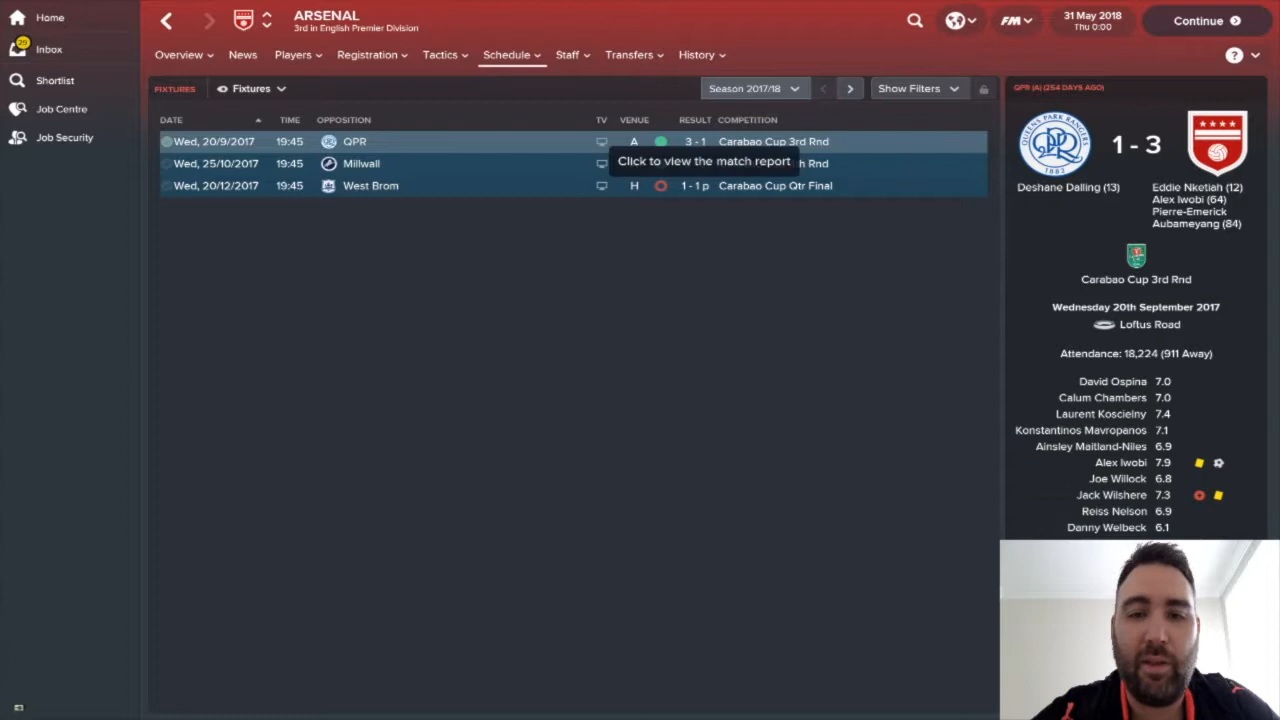 Home
29
Inbox
Shortlist
Job Centre
Job Security
ARSENAL
3rd in English Premier Division
FM
31 May 2018
Thu 0:00
Continue
Overview
News
Players
Registration
Tactics
Schedule
Staff
Transfers
History
?
FIXTURES
Fixtures
Season 2017/18
Show Filters
DATE TIME OPPOSITION TV VENUE RESULT COMPETITION
Wed, 20/9/2017 19:45 QPR A 3 - 1 Carabao Cup 3rd Rnd
Wed, 25/10/2017 19:45 Millwall h Rnd
Click to view the match report
Wed, 20/12/2017 19:45 West Brom H 1 - 1 p Carabao Cup Qtr Final
QPR (A) (254 DAYS AGO)
QUEENS PARK RANGERS
QPR
1882
1 - 3
Deshane Dalling (13)
Eddie Nketiah (12)
Alex Iwobi (64)
Pierre-Emerick
Aubameyang (84)
Carabao Cup 3rd Rnd
Wednesday 20th September 2017
Loftus Road
Attendance: 18,224 (911 Away)
David Ospina 7.0
Calum Chambers 7.0
Laurent Koscielny 7.4
Konstantinos Mavropanos 7.1
Ainsley Maitland-Niles 6.9
Alex Iwobi 7.9
Joe Willock 6.8
Jack Wilshere 7.3
Reiss Nelson 6.9
Danny Welbeck 6.1